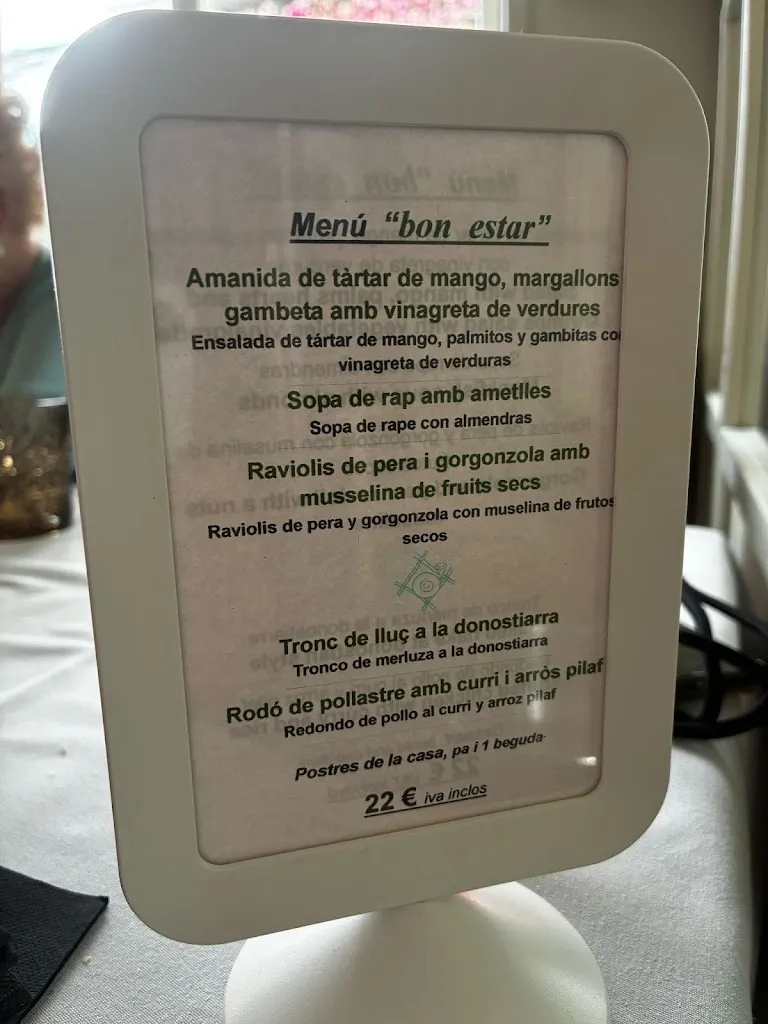 Menú "bon estar"
Amanida de tàrtar de mango, margallons
gambeta amb vinagreta de verdures
Ensalada de tártar de mango, palmitos y gambitas con
vinagreta de verduras
Sopa de rap amb ametlles
Sopa de rape con almendras
Raviolis de pera i gorgonzola amb
musselina de fruits secs
Raviolis de pera y gorgonzola con muselina de frutos
secos
Tronc de lluç a la donostiarra
Tronco de merluza a la donostiarra
Rodó de pollastre amb curri i arròs pilaf
Redondo de pollo al curri y arroz pilaf
Postres de la casa, pa i 1 beguda
22 € iva inclos